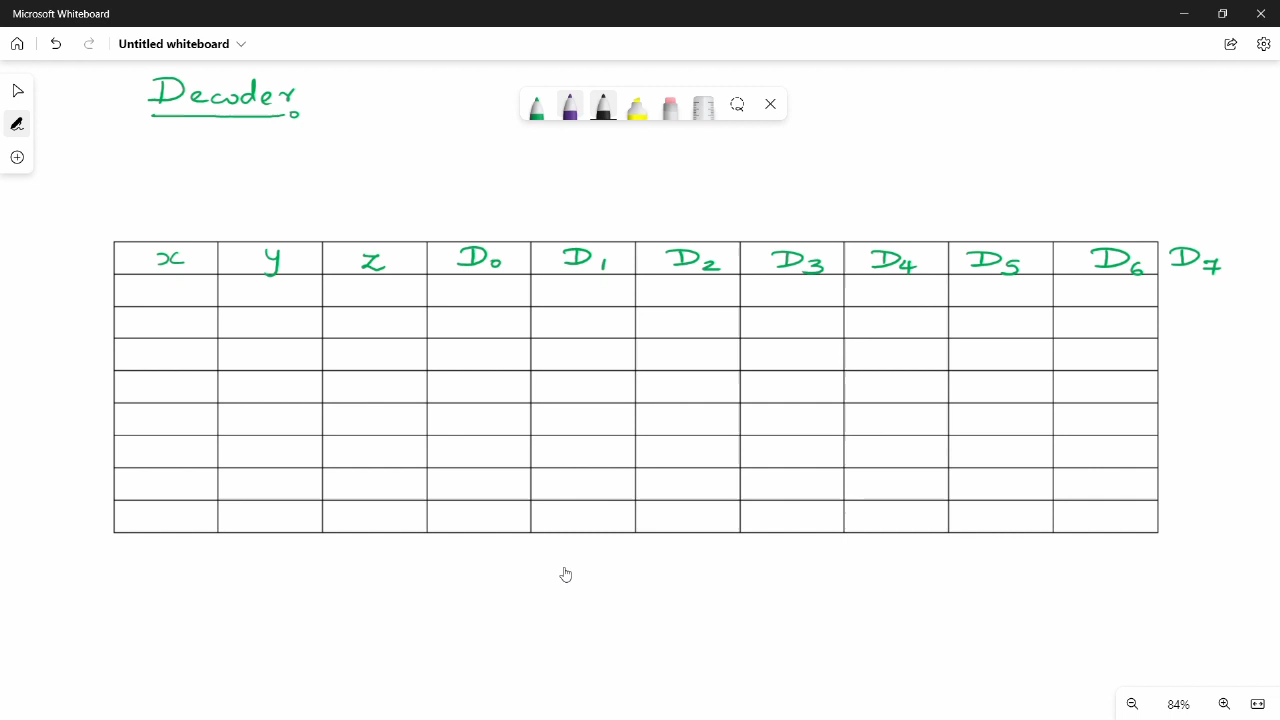 Microsoft Whiteboard
Untitled whiteboard
Decoder
x y z D0 D1 D2 D3 D4 D5 D6 D7
84%